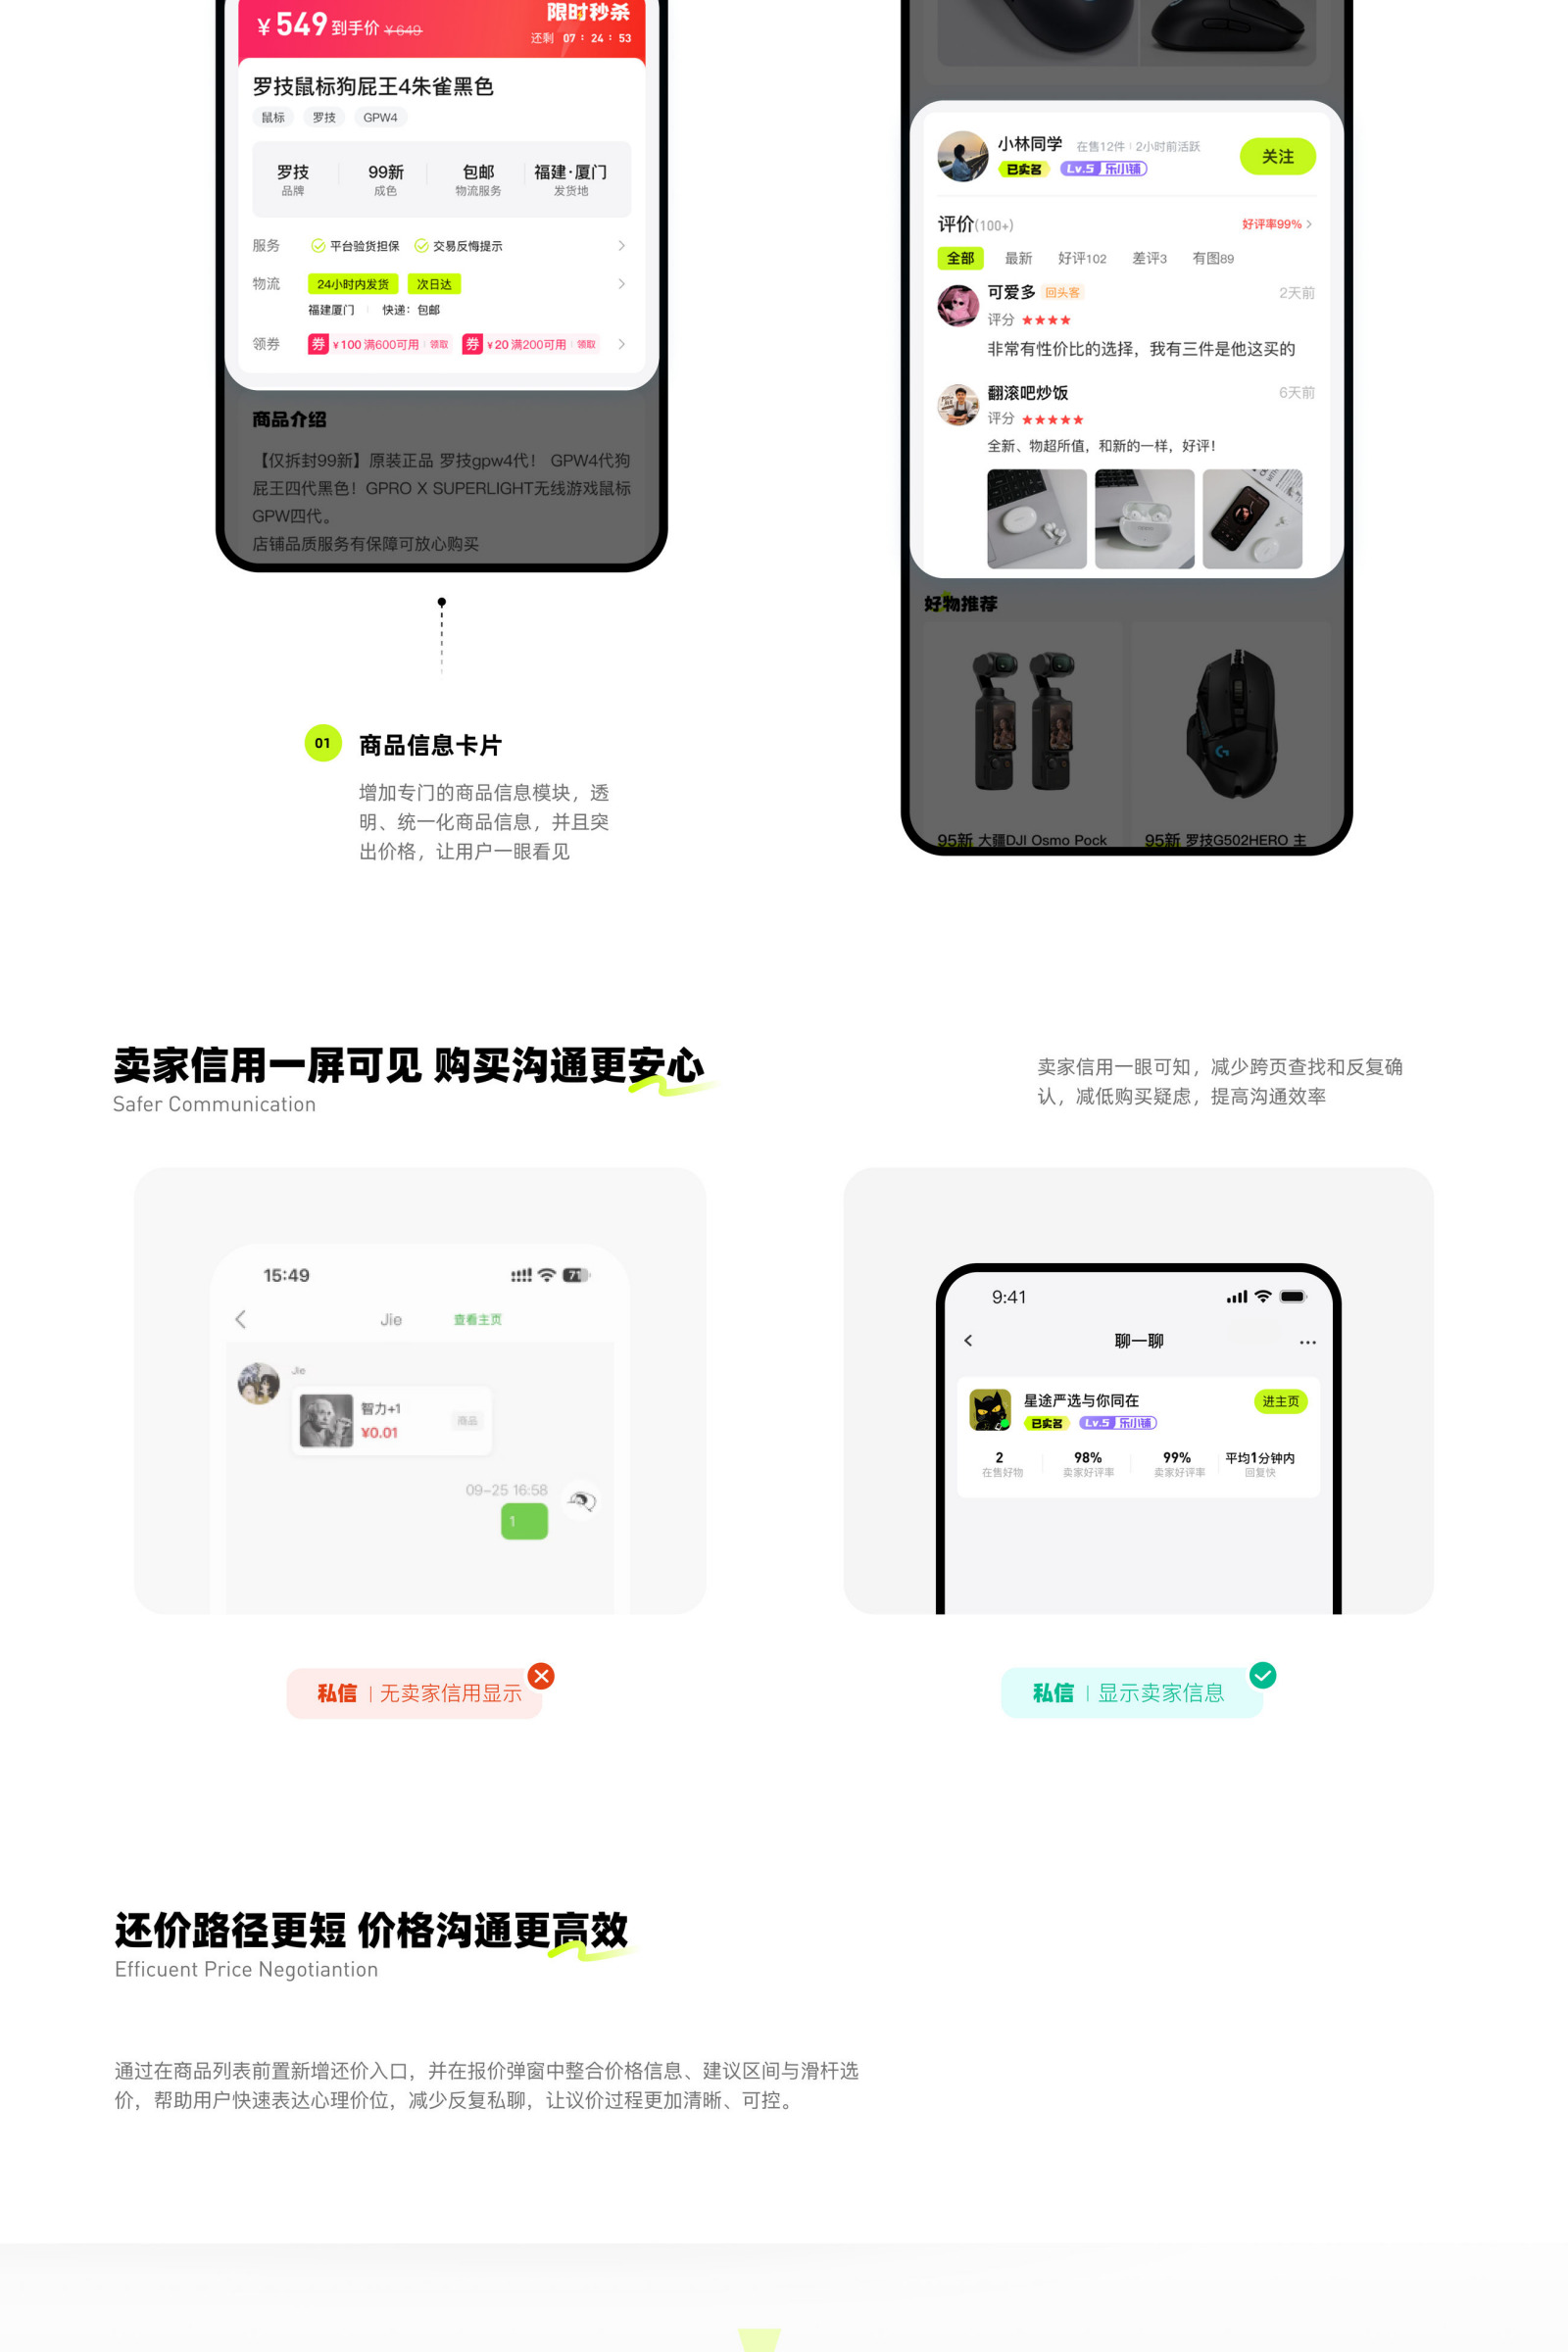 ¥549到手价 ¥649
限时秒杀
还剩 07 : 24 : 53
罗技鼠标狗屁王4朱雀黑色
鼠标 罗技 GPW4
罗技 99新 包邮 福建·厦门
品牌 成色 物流服务 发货地
服务 平台验货担保 交易反悔提示
物流 24小时内发货 次日达
福建厦门 快递：包邮
领券 券 ¥100 满600可用 领取 券 ¥20 满200可用 领取
商品介绍
【仅拆封99新】原装正品 罗技gpw4代！ GPW4代狗
屁王四代黑色！GPRO X SUPERLIGHT无线游戏鼠标
GPW四代。
店铺品质服务有保障可放心购买
01 商品信息卡片
增加专门的商品信息模块，透
明、统一化商品信息，并且突
出价格，让用户一眼看见
小林同学 在售12件 2小时前活跃
已实名 Lv.5 乐小铺
关注
评价(100+) 好评率99%
全部 最新 好评102 差评3 有图89
可爱多 回头客 2天前
评分
非常有性价比的选择，我有三件是他这买的
翻滚吧炒饭 6天前
评分
全新、物超所值，和新的一样，好评！
好物推荐
95新 大疆DJI Osmo Pock
95新 罗技G502HERO 主
卖家信用一屏可见 购买沟通更安心
Safer Communication
卖家信用一眼可知，减少跨页查找和反复确
认，减低购买疑虑，提高沟通效率
15:49 71
Jie 查看主页
Jie
智力+1
¥0.01
商品
09-25 16:58
1
私信 | 无卖家信用显示
9:41
聊一聊
星途严选与你同在
已实名 Lv.5 乐小铺
进主页
2 98% 99% 平均1分钟内
在售好物 卖家好评率 卖家好评率 回复快
私信 | 显示卖家信息
还价路径更短 价格沟通更高效
Efficuent Price Negotiantion
通过在商品列表前置新增还价入口，并在报价弹窗中整合价格信息、建议区间与滑杆选
价，帮助用户快速表达心理价位，减少反复私聊，让议价过程更加清晰、可控。